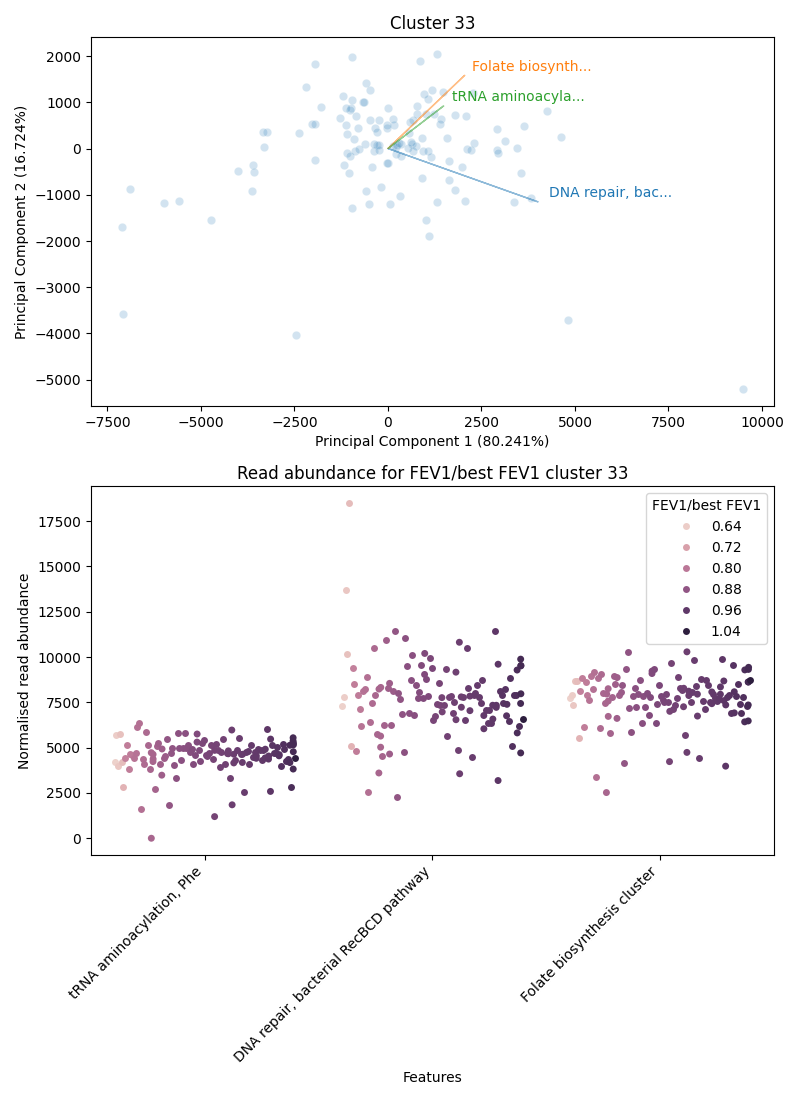 Cluster 33
2000
1000
0
−1000
−2000
−3000
−4000
−5000
Principal Component 2 (16.724%)
Folate biosynth...
tRNA aminoacyla...
DNA repair, bac...
−7500
−5000
−2500
0
2500
5000
7500
10000
Principal Component 1 (80.241%)
Read abundance for FEV1/best FEV1 cluster 33
17500
15000
12500
10000
7500
5000
2500
0
Normalised read abundance
FEV1/best FEV1
0.64
0.72
0.80
0.88
0.96
1.04
tRNA aminoacylation, Phe
DNA repair, bacterial RecBCD pathway
Folate biosynthesis cluster
Features